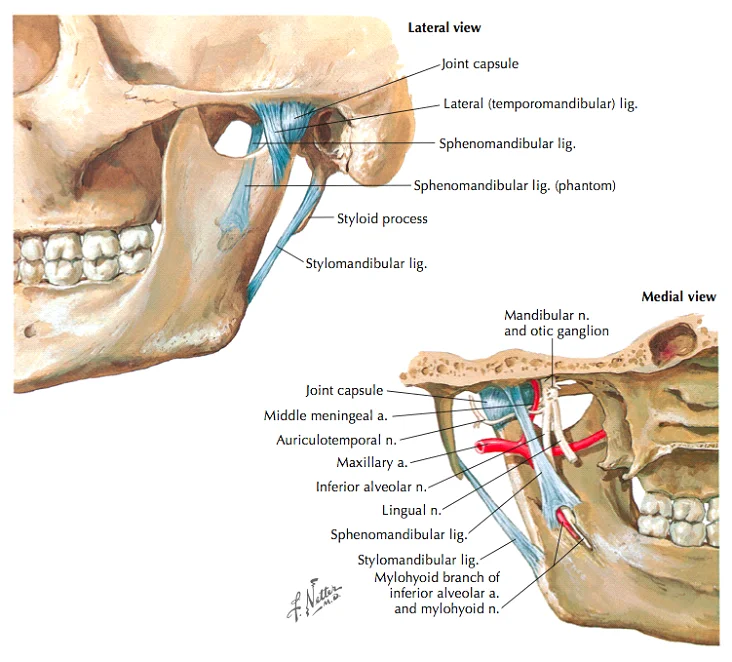 Lateral view
Joint capsule
Lateral (temporomandibular) lig.
Sphenomandibular lig.
Sphenomandibular lig. (phantom)
Styloid process
Stylomandibular lig.
Medial view
Mandibular n.
and otic ganglion
Joint capsule
Middle meningeal a.
Auriculotemporal n.
Maxillary a.
Inferior alveolar n.
Lingual n.
Sphenomandibular lig.
Stylomandibular lig.
Mylohyoid branch of
inferior alveolar a.
and mylohyoid n.
F. Netter
M.D.